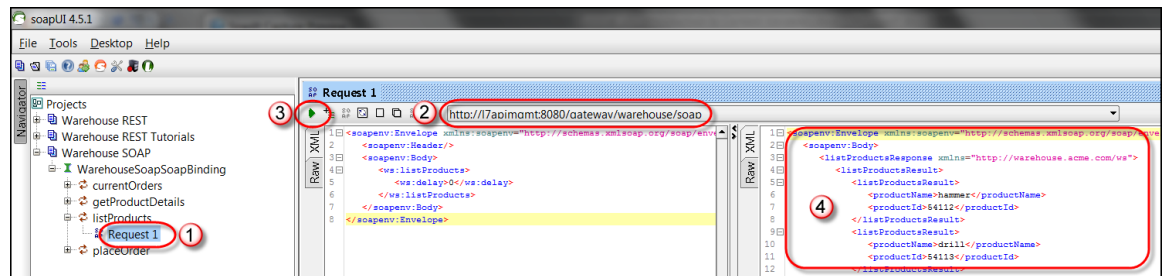 soapUI 4.5.1
File Tools Desktop Help
Navigator
Projects
Warehouse REST
Warehouse REST Tutorials
Warehouse SOAP
WarehouseSoapSoapBinding
currentOrders
getProductDetails
listProducts
Request 1
placeOrder
1
Request 1
3
2
http://l7apimgmt:8080/gateway/warehouse/soap
XML
Raw
1 <soapenv:Envelope xmlns:soapenv="http://schemas.xmlsoap.org/soap/enve
2 <soapenv:Header/>
3 <soapenv:Body>
4 <ws:listProducts>
5 <ws:delay>0</ws:delay>
6 </ws:listProducts>
7 </soapenv:Body>
8 </soapenv:Envelope>
XML
Raw
1 <soapenv:Envelope xmlns:soapenv="http://schemas.xmlsoap.org/soap/enve
2 <soapenv:Body>
3 <listProductsResponse xmlns="http://warehouse.acme.com/ws">
4 <listProductsResult>
5 <listProductsResult>
6 <productName>hammer</productName>
7 <productId>54112</productId>
8 </listProductsResult>
9 <listProductsResult>
10 <productName>drill</productName>
11 <productId>54113</productId>
12 </listProductsResult>
4